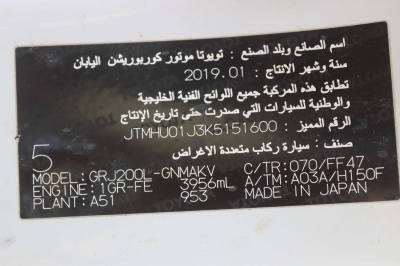 اسم الصانع وبلد الصنع : تويوتا موتور كوربوريشن اليابان
سنة وشهر الانتاج : 2019.01
تطابق هذه المركبة جميع اللوائح الفنية الخليجية
والوطنية للسيارات التي صدرت حتى تاريخ الإنتاج
الرقم المميز : JTMHU01J3K5151600
صنف : سيارة ركاب متعددة الاغراض
5
MODEL: GRJ200L-GNMAKV C/TR: 070/FF47
ENGINE: 1GR-FE 3956mL A/TM: A03A/H150F
PLANT: A51 953 MADE IN JAPAN